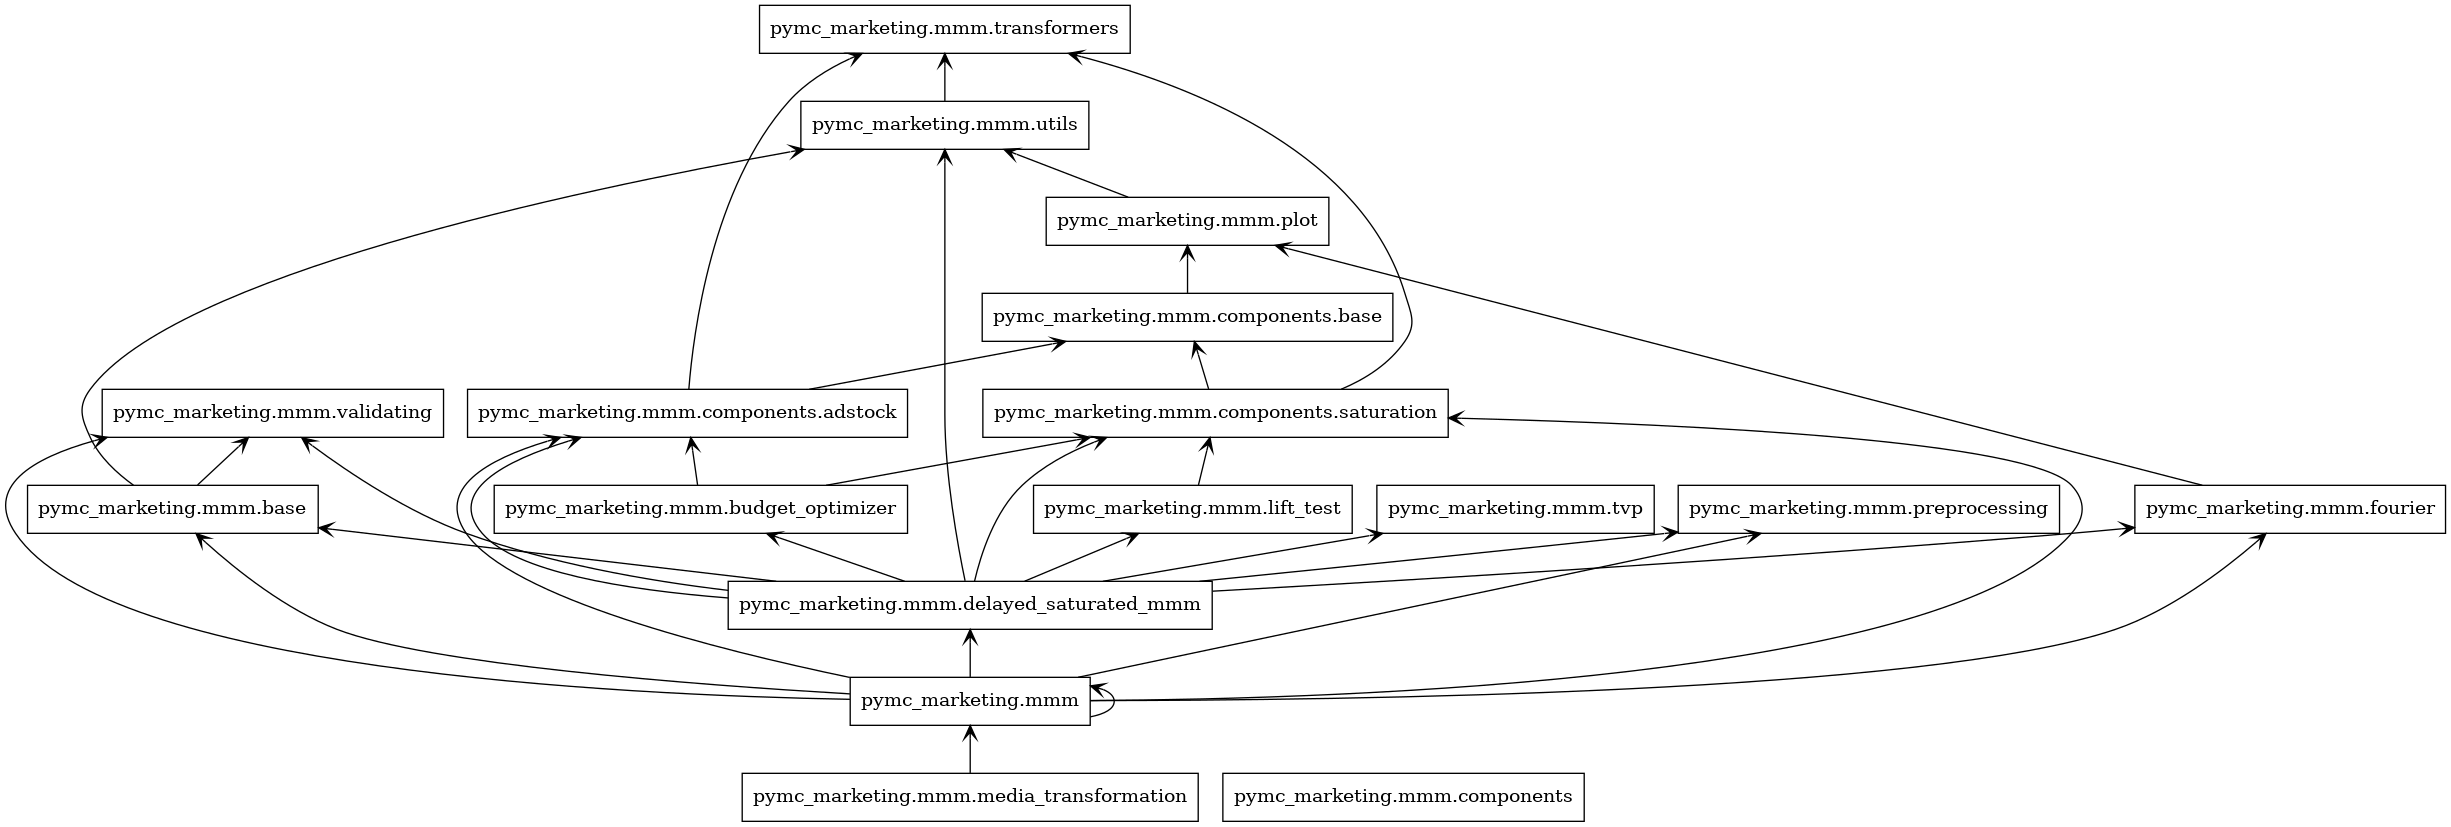 pymc_marketing.mmm.transformers
pymc_marketing.mmm.utils
pymc_marketing.mmm.plot
pymc_marketing.mmm.components.base
pymc_marketing.mmm.validating
pymc_marketing.mmm.components.adstock
pymc_marketing.mmm.components.saturation
pymc_marketing.mmm.base
pymc_marketing.mmm.budget_optimizer
pymc_marketing.mmm.lift_test
pymc_marketing.mmm.tvp
pymc_marketing.mmm.preprocessing
pymc_marketing.mmm.fourier
pymc_marketing.mmm.delayed_saturated_mmm
pymc_marketing.mmm
pymc_marketing.mmm.media_transformation
pymc_marketing.mmm.components